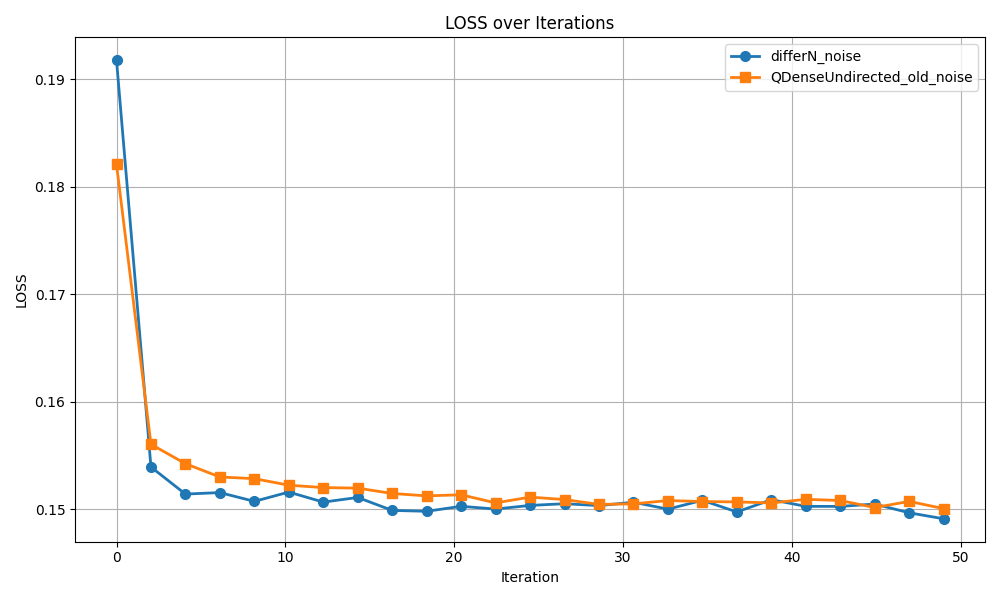 LOSS over Iterations
differN_noise
QDenseUndirected_old_noise
LOSS
0.19
0.18
0.17
0.16
0.15
0
10
20
30
40
50
Iteration